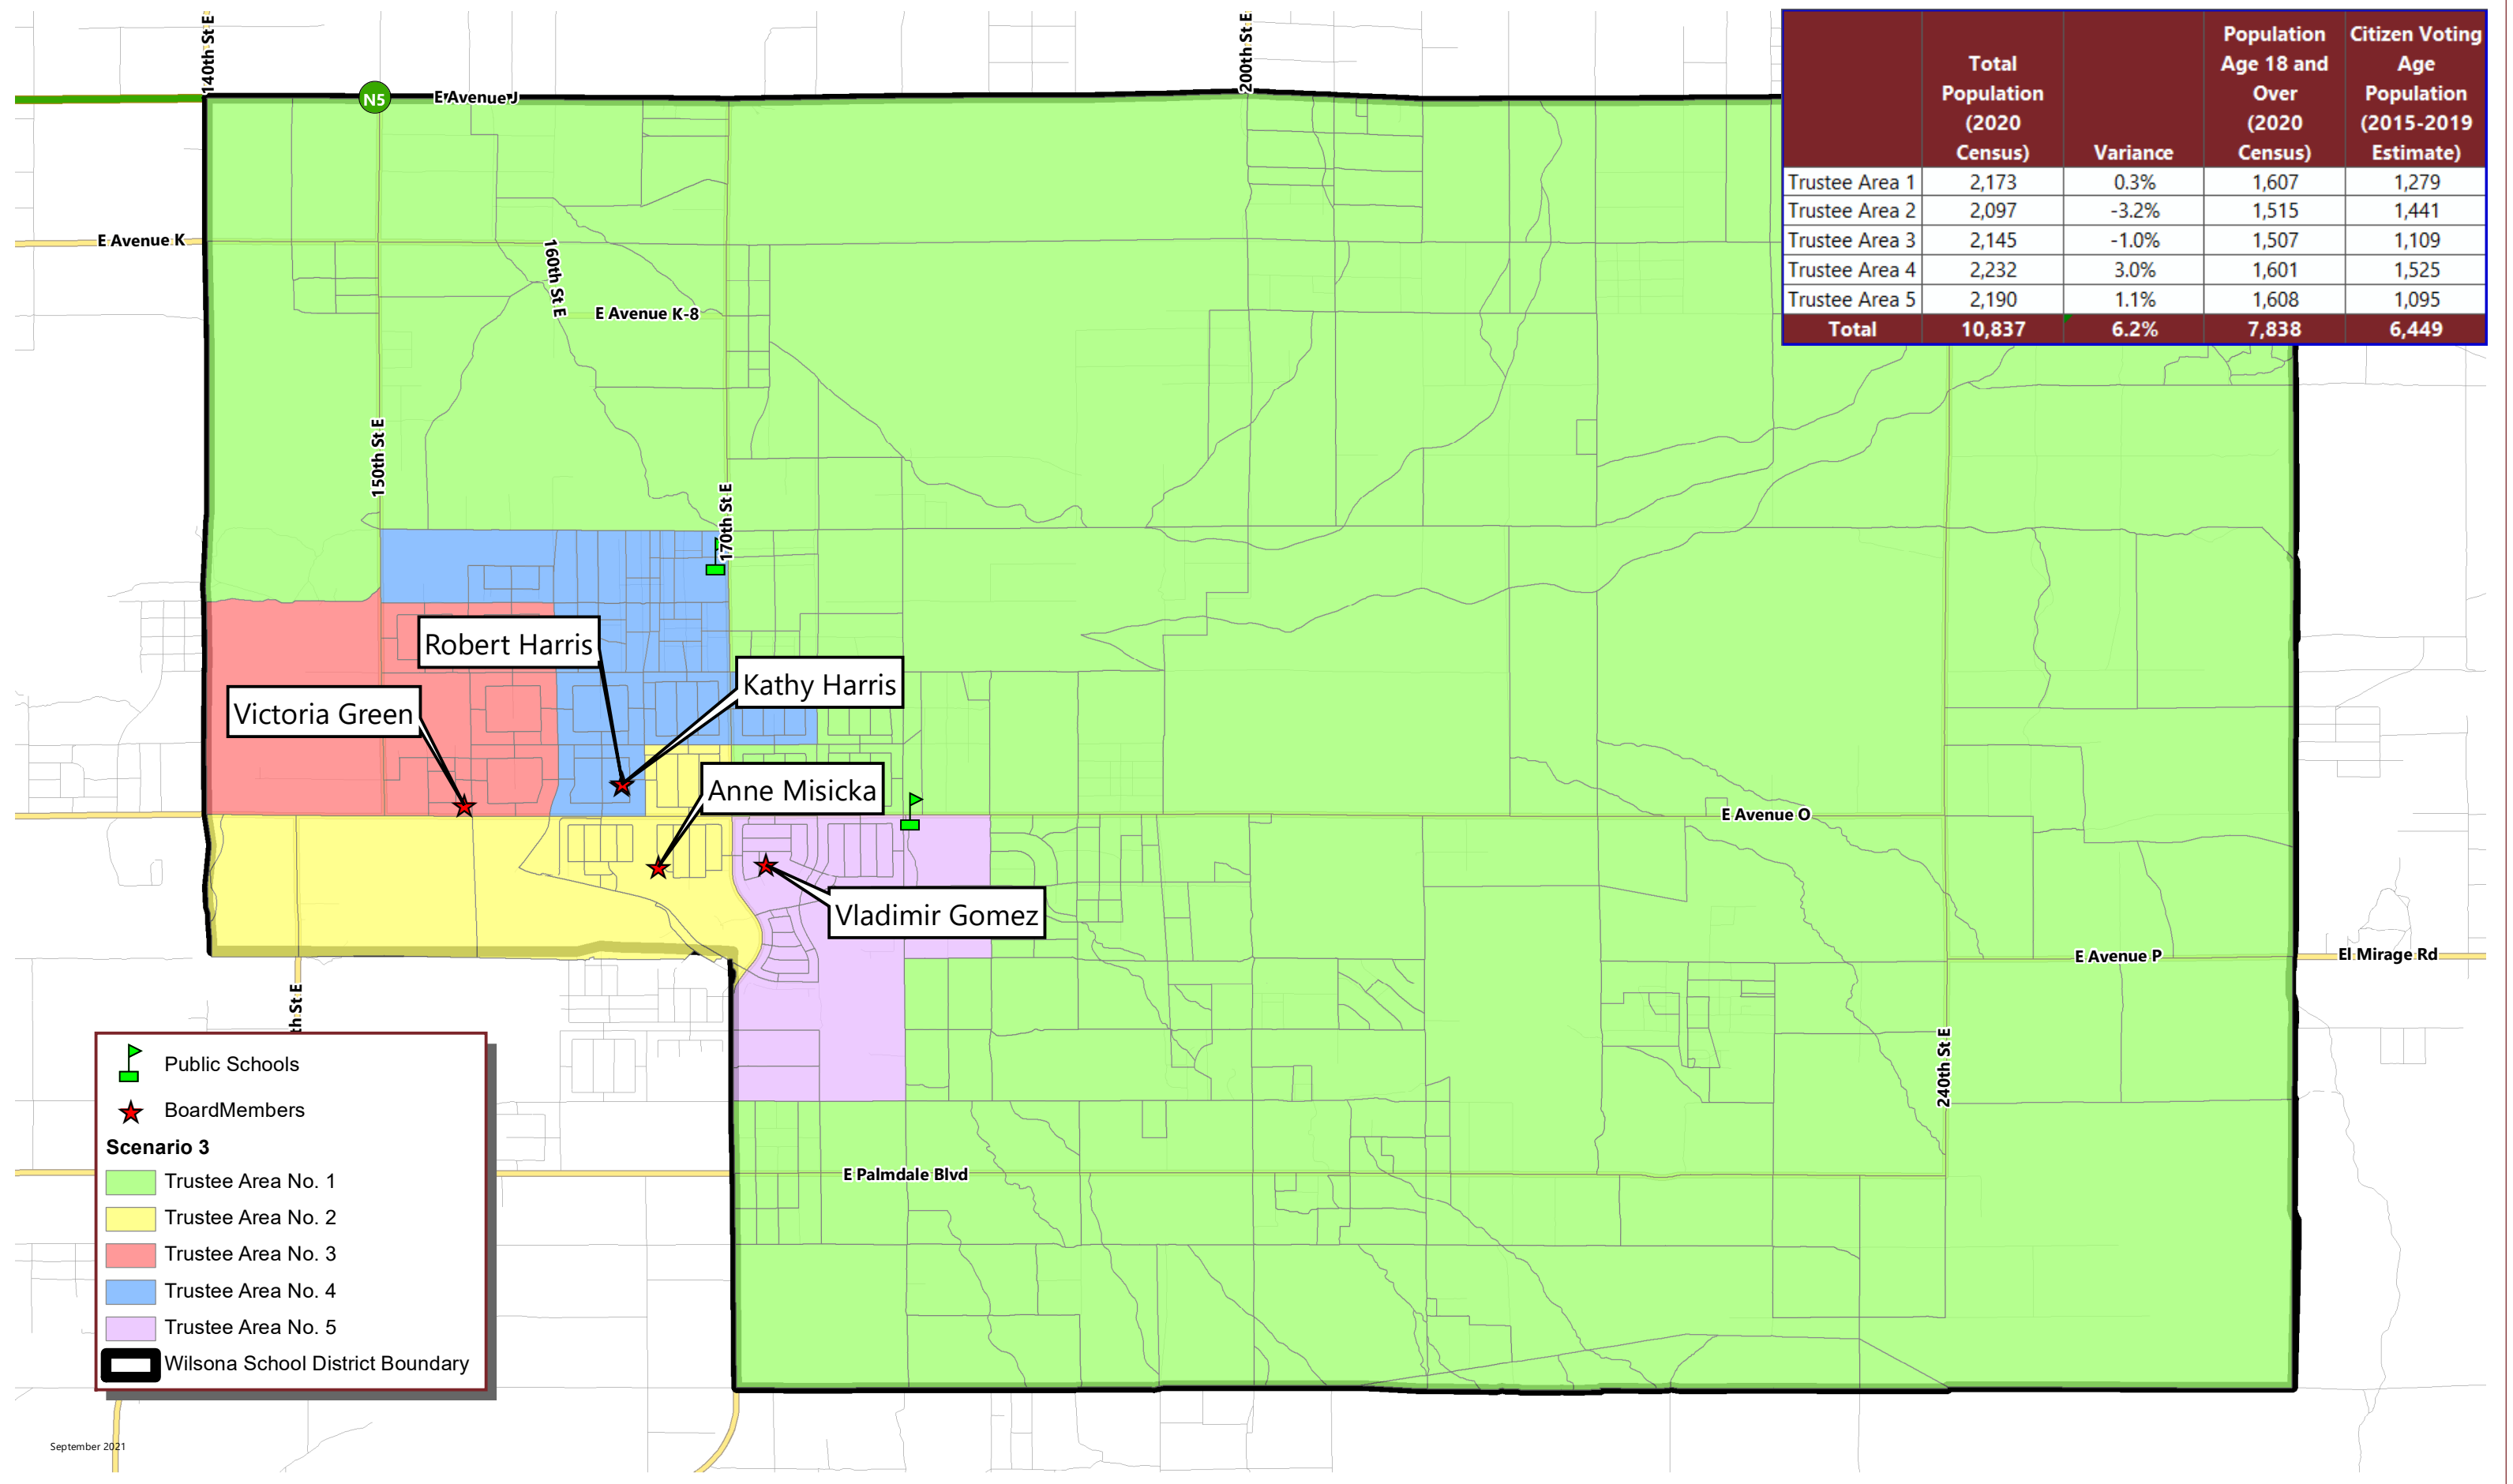 140th St E
200th St E
N5
E Avenue J
E Avenue K
160th St E
E Avenue K-8
150th St E
170th St E
Total Population (2020 Census)
Variance
Population Age 18 and Over (2020 Census)
Citizen Voting Age Population (2015-2019 Estimate)
Trustee Area 1 2,173 0.3% 1,607 1,279
Trustee Area 2 2,097 -3.2% 1,515 1,441
Trustee Area 3 2,145 -1.0% 1,507 1,109
Trustee Area 4 2,232 3.0% 1,601 1,525
Trustee Area 5 2,190 1.1% 1,608 1,095
Total 10,837 6.2% 7,838 6,449
Robert Harris
Kathy Harris
Victoria Green
Anne Misicka
Vladimir Gomez
E Avenue O
E Avenue P
El Mirage Rd
240th St E
th St E
E Palmdale Blvd
Public Schools
BoardMembers
Scenario 3
Trustee Area No. 1
Trustee Area No. 2
Trustee Area No. 3
Trustee Area No. 4
Trustee Area No. 5
Wilsona School District Boundary
September 2021